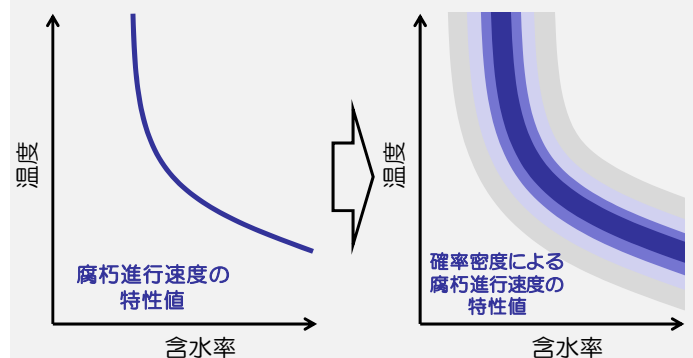 温度
腐朽進行速度の
特性値
含水率
温度
確率密度による
腐朽進行速度の
特性値
含水率